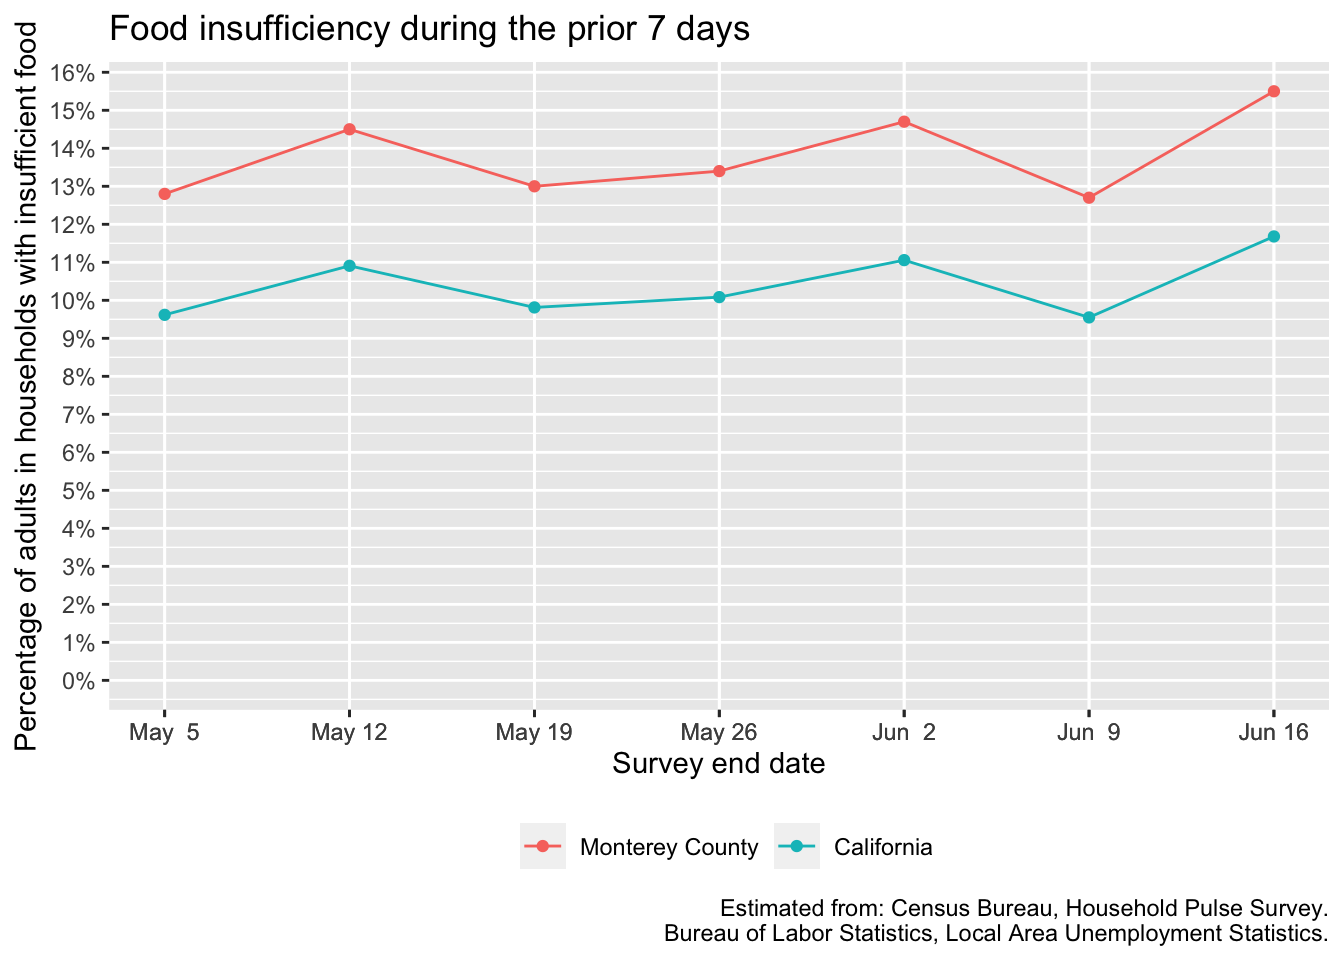 Food insufficiency during the prior 7 days
Percentage of adults in households with insufficient food
16%
15%
14%
13%
12%
11%
10%
9%
8%
7%
6%
5%
4%
3%
2%
1%
0%
May 5 May 12 May 19 May 26 Jun 2 Jun 9 Jun 16
Survey end date
Monterey County California
Estimated from: Census Bureau, Household Pulse Survey.
Bureau of Labor Statistics, Local Area Unemployment Statistics.